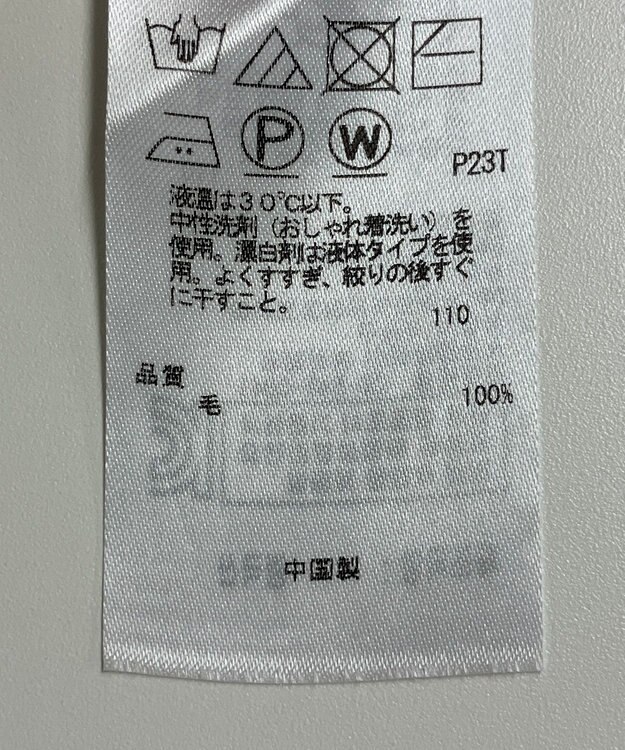 P
W
P23T
液温は30℃以下。
中性洗剤（おしゃれ着洗い）を
使用。漂白剤は液体タイプを使
用。よくすすぎ、絞りの後すぐ
に干すこと。
110
品質
毛 100%
中国製